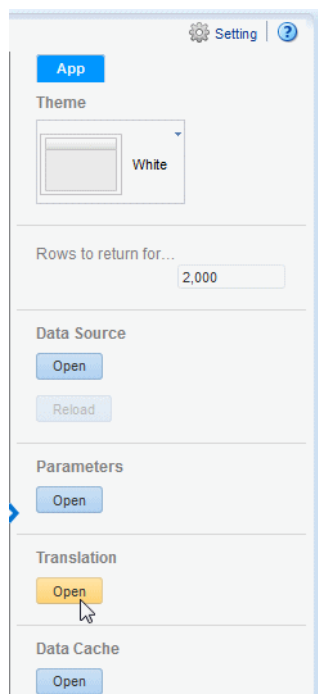 Setting
?
App
Theme
White
Rows to return for...
2,000
Data Source
Open
Reload
Parameters
Open
Translation
Open
Data Cache
Open